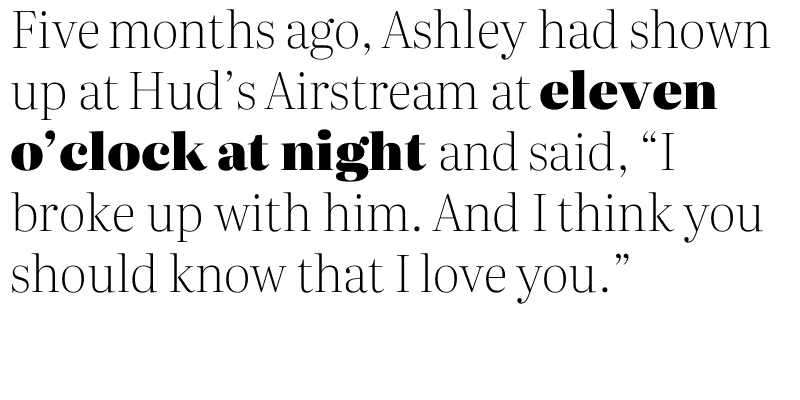 Five months ago, Ashley had shown
up at Hud’s Airstream at eleven
o’clock at night and said, “I
broke up with him. And I think you
should know that I love you.”